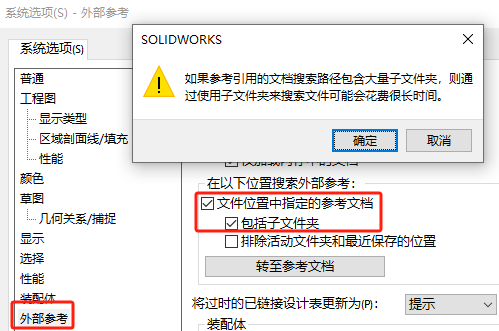 系统选项(S) - 外部参考
SOLIDWORKS
如果参考引用的文档搜索路径包含大量子文件夹，则通
过使用子文件夹来搜索文件可能会花费很长时间。
确定
取消
系统选项(S)
普通
工程图
显示类型
区域剖面线/填充
性能
颜色
草图
几何关系/捕捉
显示
选择
性能
装配体
外部参考
在以下位置搜索外部参考：
文件位置中指定的参考文档
包括子文件夹
排除活动文件夹和最近保存的位置
转至参考文档
将过时的已链接设计表更新为(P)：
提示
装配体